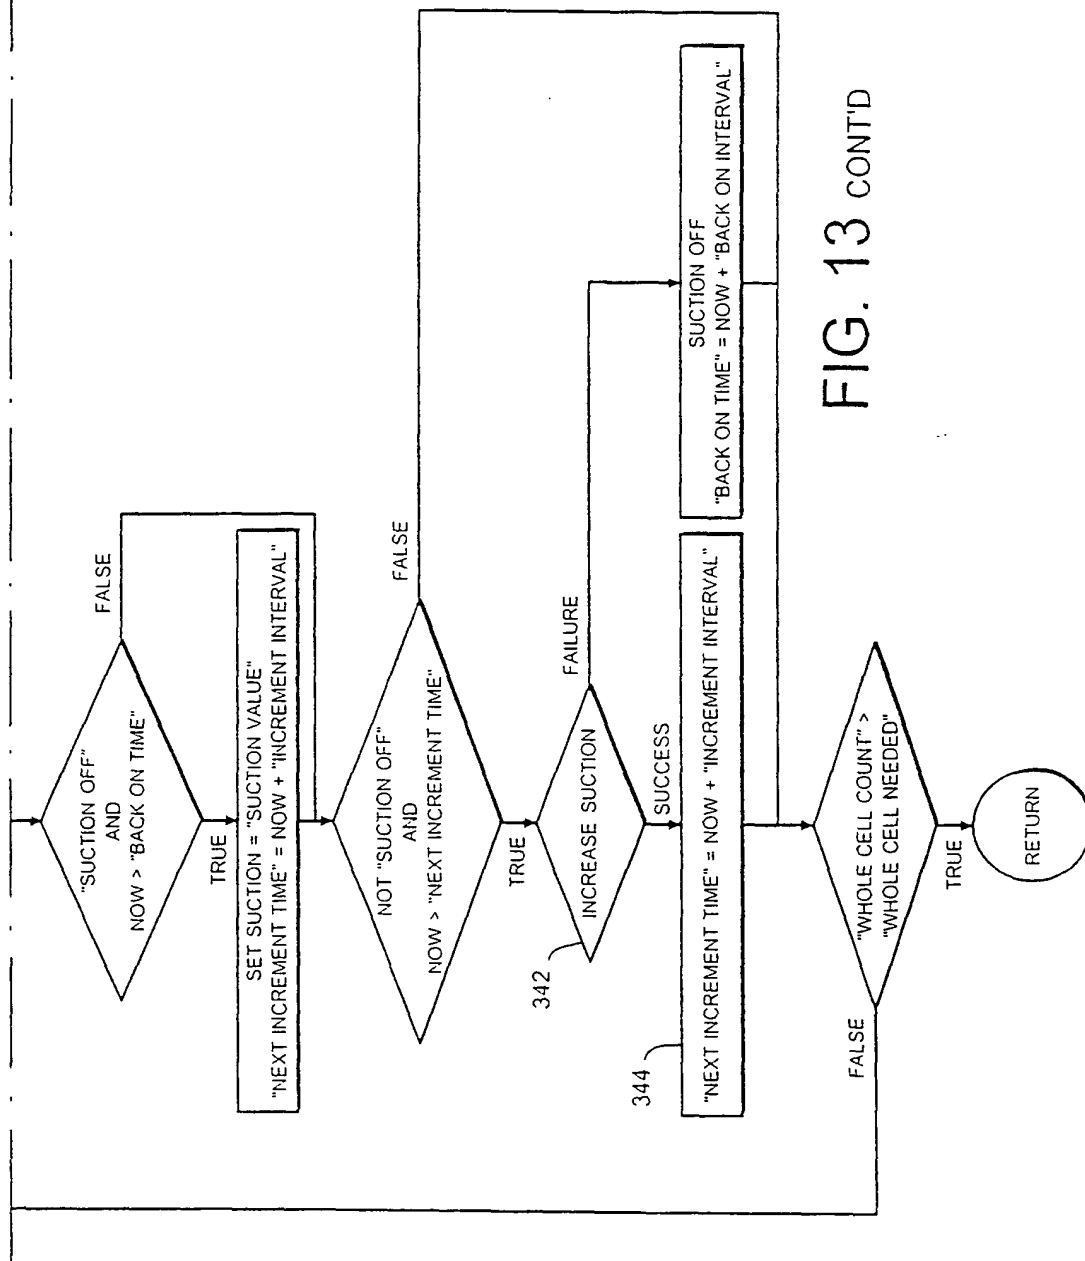 "SUCTION OFF"
AND
NOW > "BACK ON TIME"
FALSE
TRUE
SET SUCTION = "SUCTION VALUE"
"NEXT INCREMENT TIME" = NOW + "INCREMENT INTERVAL"
NOT "SUCTION OFF"
AND
NOW > "NEXT INCREMENT TIME"
FALSE
TRUE
342
INCREASE SUCTION
FAILURE
SUCCESS
344
"NEXT INCREMENT TIME" = NOW + "INCREMENT INTERVAL"
SUCTION OFF
"BACK ON TIME" = NOW + "BACK ON INTERVAL"
"WHOLE CELL COUNT" >
"WHOLE CELL NEEDED"
FALSE
TRUE
RETURN
FIG. 13 CONT'D